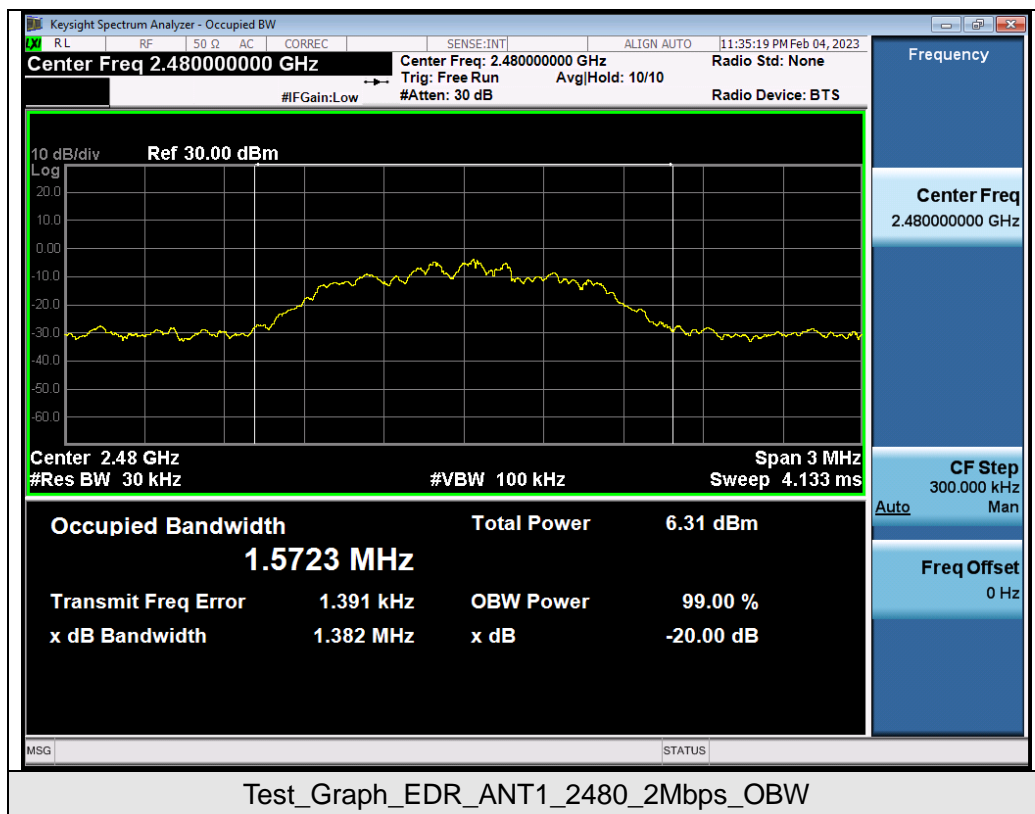 Keysight Spectrum Analyzer - Occupied BW
LXI RL RF 50 Ω AC CORREC SENSE:INT ALIGN AUTO 11:35:19 PM Feb 04, 2023
Center Freq 2.480000000 GHz
Center Freq: 2.480000000 GHz
Radio Std: None
Trig: Free Run Avg|Hold: 10/10
#IFGain:Low
#Atten: 30 dB
Radio Device: BTS
10 dB/div Ref 30.00 dBm
Log
20.0
10.0
0.00
-10.0
-20.0
-30.0
-40.0
-50.0
-60.0
Center 2.48 GHz Span 3 MHz
#Res BW 30 kHz #VBW 100 kHz Sweep 4.133 ms
Occupied Bandwidth Total Power 6.31 dBm
1.5723 MHz
Transmit Freq Error 1.391 kHz OBW Power 99.00 %
x dB Bandwidth 1.382 MHz x dB -20.00 dB
MSG STATUS
Frequency
Center Freq
2.480000000 GHz
CF Step
300.000 kHz
Auto Man
Freq Offset
0 Hz
Test_Graph_EDR_ANT1_2480_2Mbps_OBW